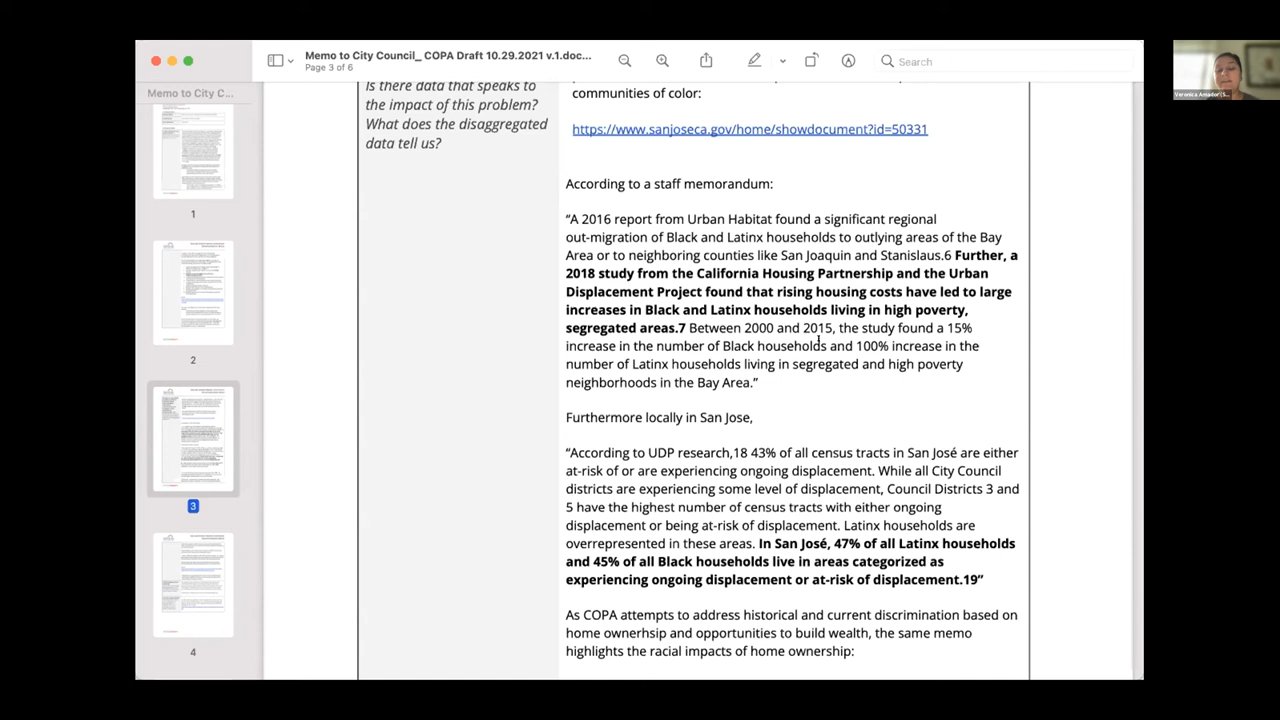 Memo to City Council_ COPA Draft 10.29.2021 v.1.doc...
Page 3 of 6
Search
Memo to City C...
1
2
3
4
Is there data that speaks to
the impact of this problem?
What does the disaggregated
data tell us?
communities of color:
https://www.sanjoseca.gov/home/showdocument?id=50331
According to a staff memorandum:
“A 2016 report from Urban Habitat found a significant regional
out-migration of Black and Latinx households to outlying areas of the Bay
Area or to neighboring counties like San Joaquin and Stanislaus.6 Further, a
2018 study from the California Housing Partnership and the Urban
Displacement Project found that rising housing costs have led to large
increases in Black and Latinx households living in high poverty,
segregated areas.7 Between 2000 and 2015, the study found a 15%
increase in the number of Black households and 100% increase in the
number of Latinx households living in segregated and high poverty
neighborhoods in the Bay Area.”
Furthermore locally in San Jose,
“According to UDP research,18 43% of all census tracts in San José are either
at-risk of or are experiencing ongoing displacement. While all City Council
districts are experiencing some level of displacement, Council Districts 3 and
5 have the highest number of census tracts with either ongoing
displacement or being at-risk of displacement. Latinx households are
overrepresented in these areas. In San José, 47% of all Latinx households
and 45% of all Black households live in areas categorized as
experiencing ongoing displacement or at-risk of displacement.19”
As COPA attempts to address historical and current discrimination based on
home ownerhsip and opportunities to build wealth, the same memo
highlights the racial impacts of home ownership:
Veronica Amador (S...